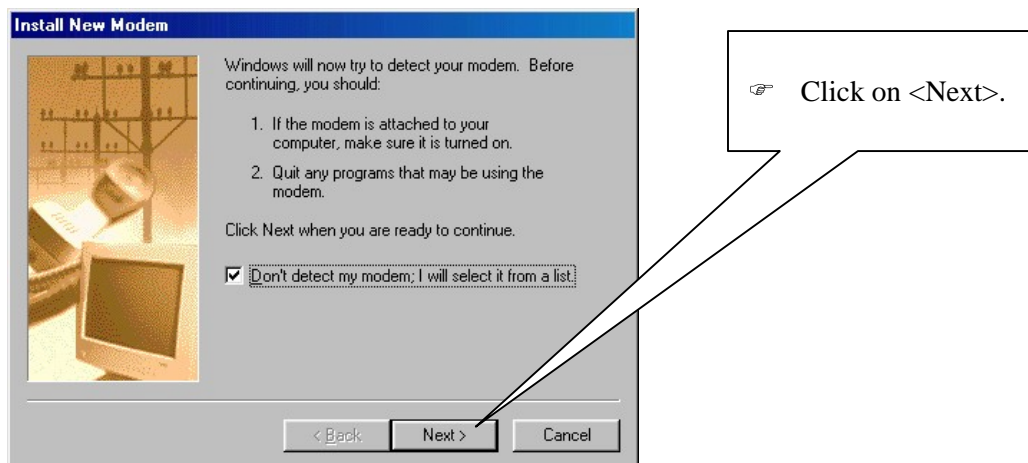 Install New Modem
Windows will now try to detect your modem. Before
continuing, you should:
1. If the modem is attached to your
computer, make sure it is turned on.
2. Quit any programs that may be using the
modem.
Click Next when you are ready to continue.
Don't detect my modem; I will select it from a list.
< Back
Next >
Cancel
☞ Click on <Next>.